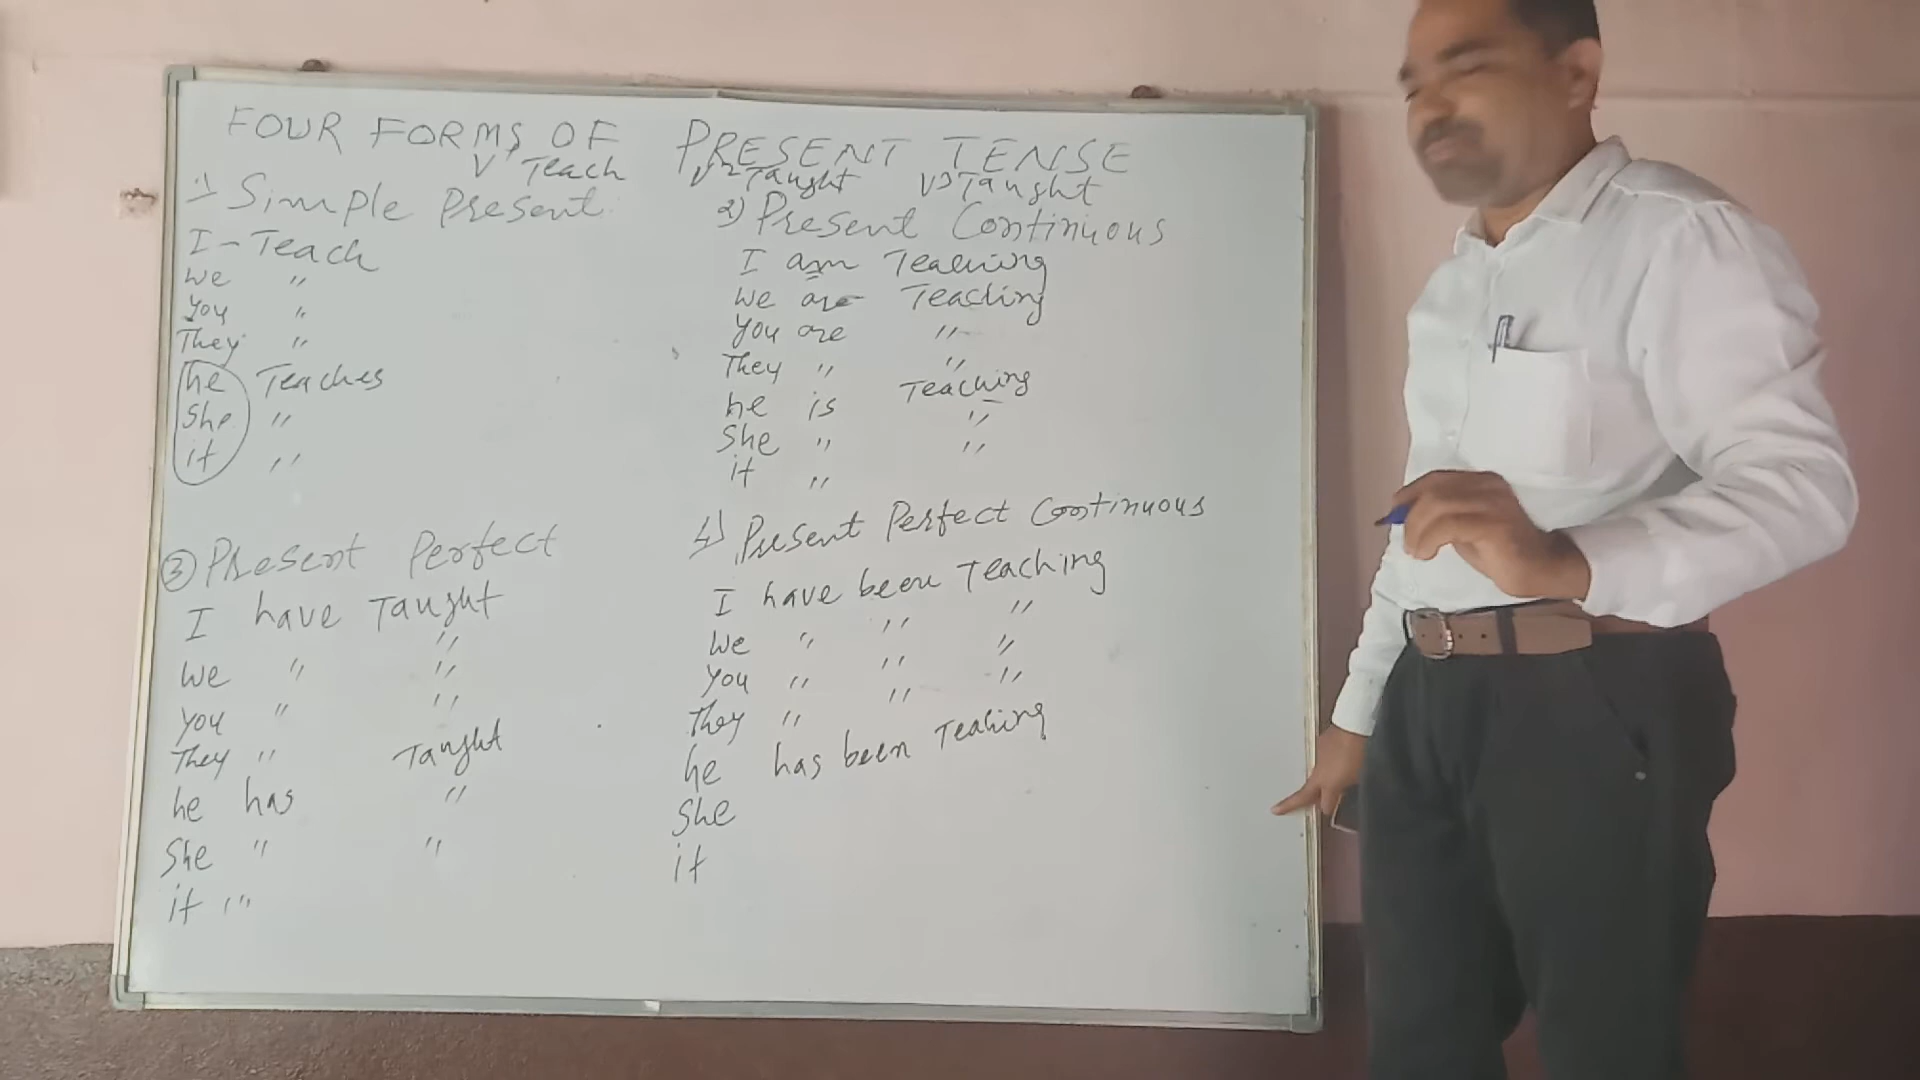 FOUR FORMS OF PRESENT TENSE
V1 Teach V2 Taught V3 Taught
1) Simple Present
I - Teach
We "
You "
They "
he Teaches
She "
it "
2) Present Continuous
I am Teaching
We are Teaching
You are "
They " "
he is Teaching
She " "
it " "
③ Present Perfect
I have Taught
We " "
You " "
They " "
he has Taught
She " "
it " "
4) Present Perfect Continuous
I have been Teaching
We " " "
You " " "
They " " "
he has been Teaching
She
it